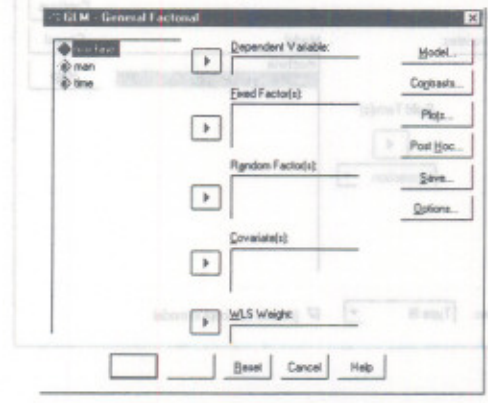 GLM - General Factorial
machine
man
time
Dependent Variable:
Fixed Factor(s):
Random Factor(s):
Covariate(s):
WLS Weight:
Model...
Contrasts...
Plots...
Post Hoc...
Save...
Options...
Reset
Cancel
Help